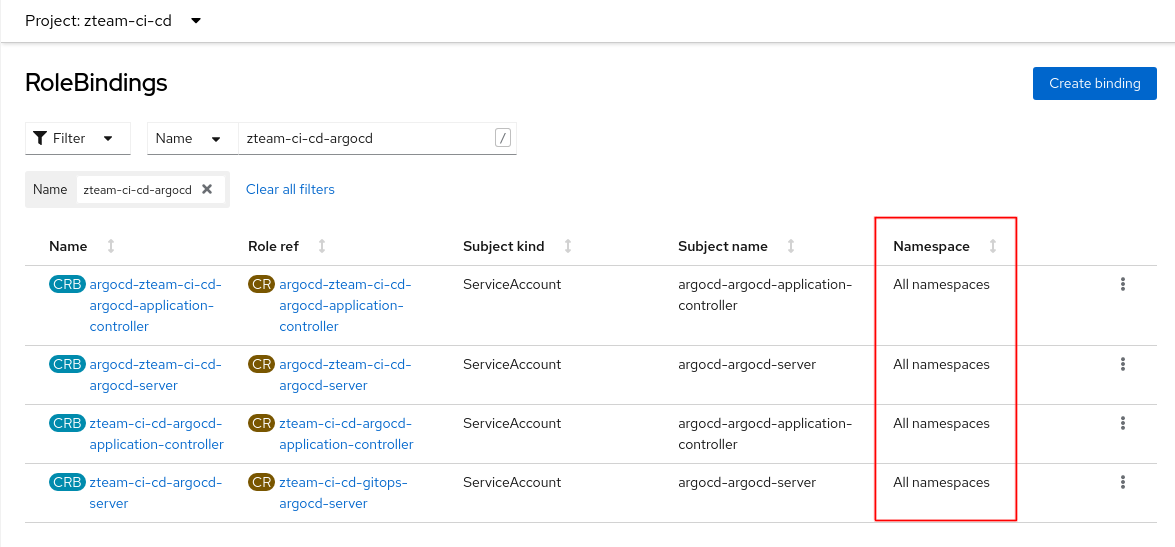 Project: zteam-ci-cd
RoleBindings
Create binding
Filter
Name
zteam-ci-cd-argocd
/
Name
zteam-ci-cd-argocd
Clear all filters
Name Role ref Subject kind Subject name Namespace
CRB argocd-zteam-ci-cd-
argocd-application-
controller
CR argocd-zteam-ci-cd-
argocd-application-
controller
ServiceAccount
argocd-argocd-application-
controller
All namespaces
CRB argocd-zteam-ci-cd-
argocd-server
CR argocd-zteam-ci-cd-
argocd-server
ServiceAccount
argocd-argocd-server
All namespaces
CRB zteam-ci-cd-argocd-
application-controller
CR zteam-ci-cd-argocd-
application-controller
ServiceAccount
argocd-argocd-application-
controller
All namespaces
CRB zteam-ci-cd-argocd-
server
CR zteam-ci-cd-gitops-
argocd-server
ServiceAccount
argocd-argocd-server
All namespaces